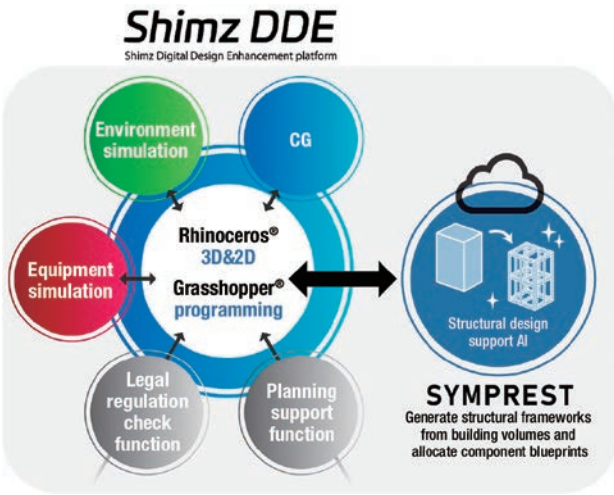 Shimz DDE
Shimz Digital Design Enhancement platform
Environment
simulation
CG
Rhinoceros®
3D&2D
Grasshopper®
programming
Equipment
simulation
Legal
regulation
check
function
Planning
support
function
Structural design
support AI
SYMPREST
Generate structural frameworks
from building volumes and
allocate component blueprints